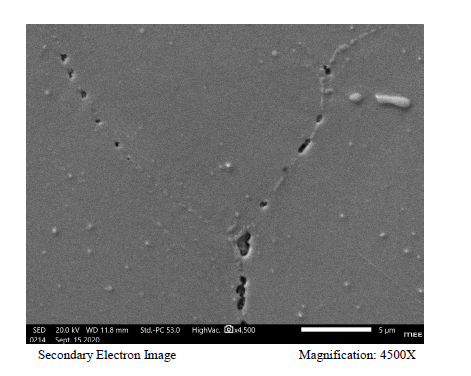 SED 20.0 kV WD 11.8 mm Std.-PC 53.0 HighVac. x4,500 5 µm
0214 Sept. 15 2020 MEE
Secondary Electron Image Magnification: 4500X